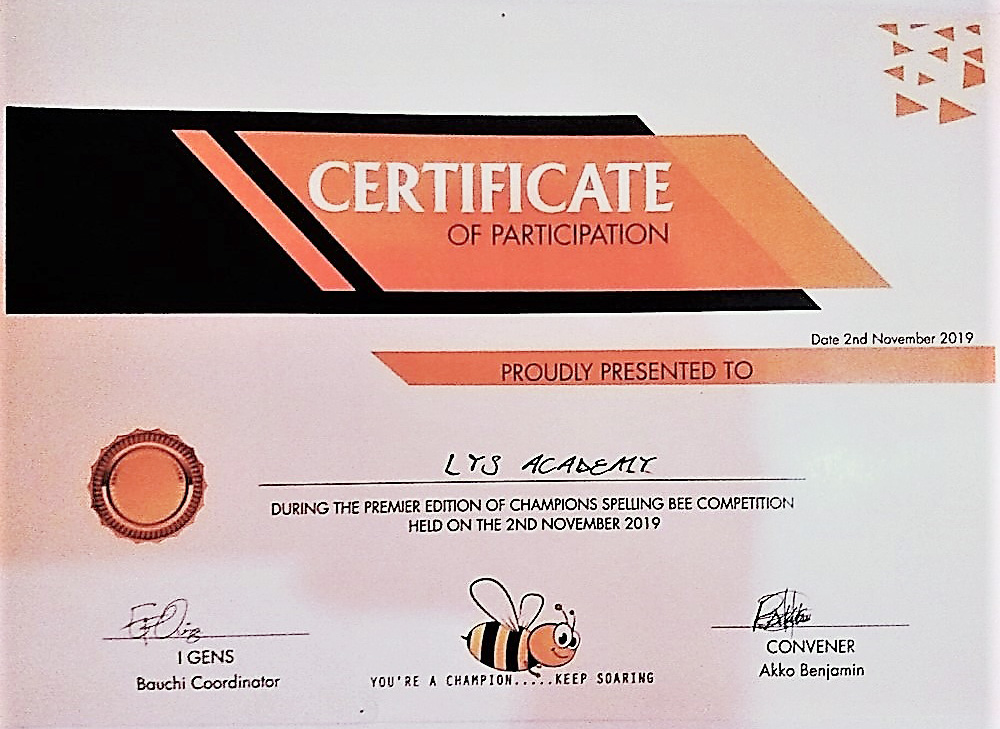 CERTIFICATE
OF PARTICIPATION
Date 2nd November 2019
PROUDLY PRESENTED TO
LYS ACADEMY
DURING THE PREMIER EDITION OF CHAMPIONS SPELLING BEE COMPETITION
HELD ON THE 2ND NOVEMBER 2019
I GENS
Bauchi Coordinator
YOU'RE A CHAMPION.....KEEP SOARING
CONVENER
Akko Benjamin